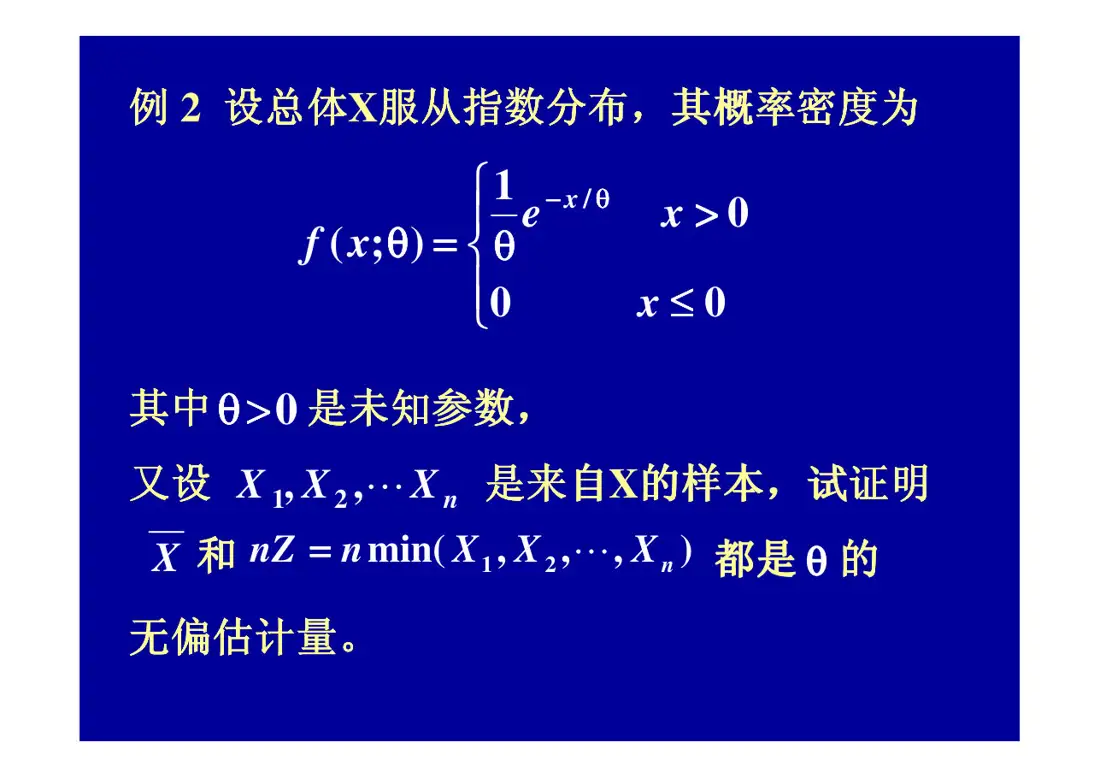 例 2 设总体X服从指数分布，其概率密度为
f (x;θ) = { 1/θ e^{-x/θ}   x > 0
0   x ≤ 0
其中 θ>0 是未知参数，
又设 X₁, X₂, ⋯ Xₙ 是来自X的样本，试证明
X̄ 和 nZ = n min( X₁, X₂, ⋯, Xₙ ) 都是 θ 的
无偏估计量。